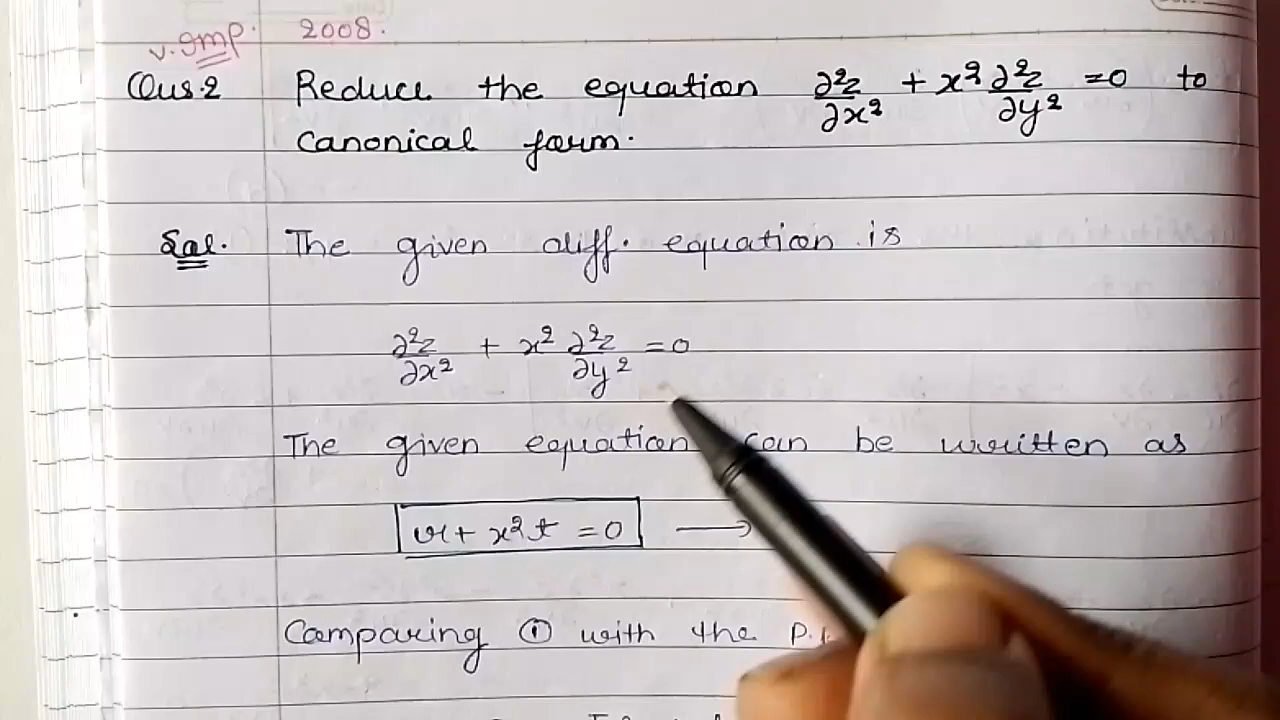 v. Imp. 2008.
Qus.2 Reduce the equation ∂²z/∂x² + x² ∂²z/∂y² = 0 to
canonical form.
Sol. The given diff. equation is
∂²z/∂x² + x² ∂²z/∂y² = 0
The given equation can be written as
r + x²t = 0 →
Comparing ① with the P.